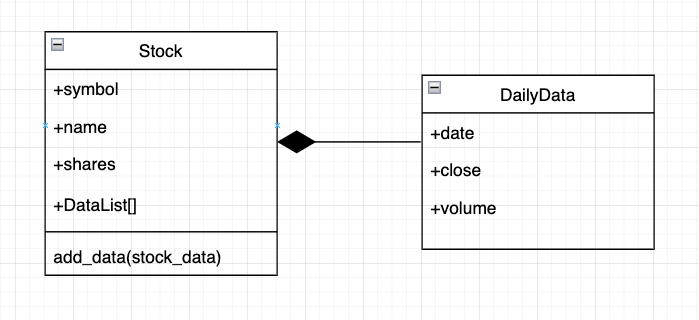 Stock
+symbol
+name
+shares
+DataList[]
add_data(stock_data)
DailyData
+date
+close
+volume